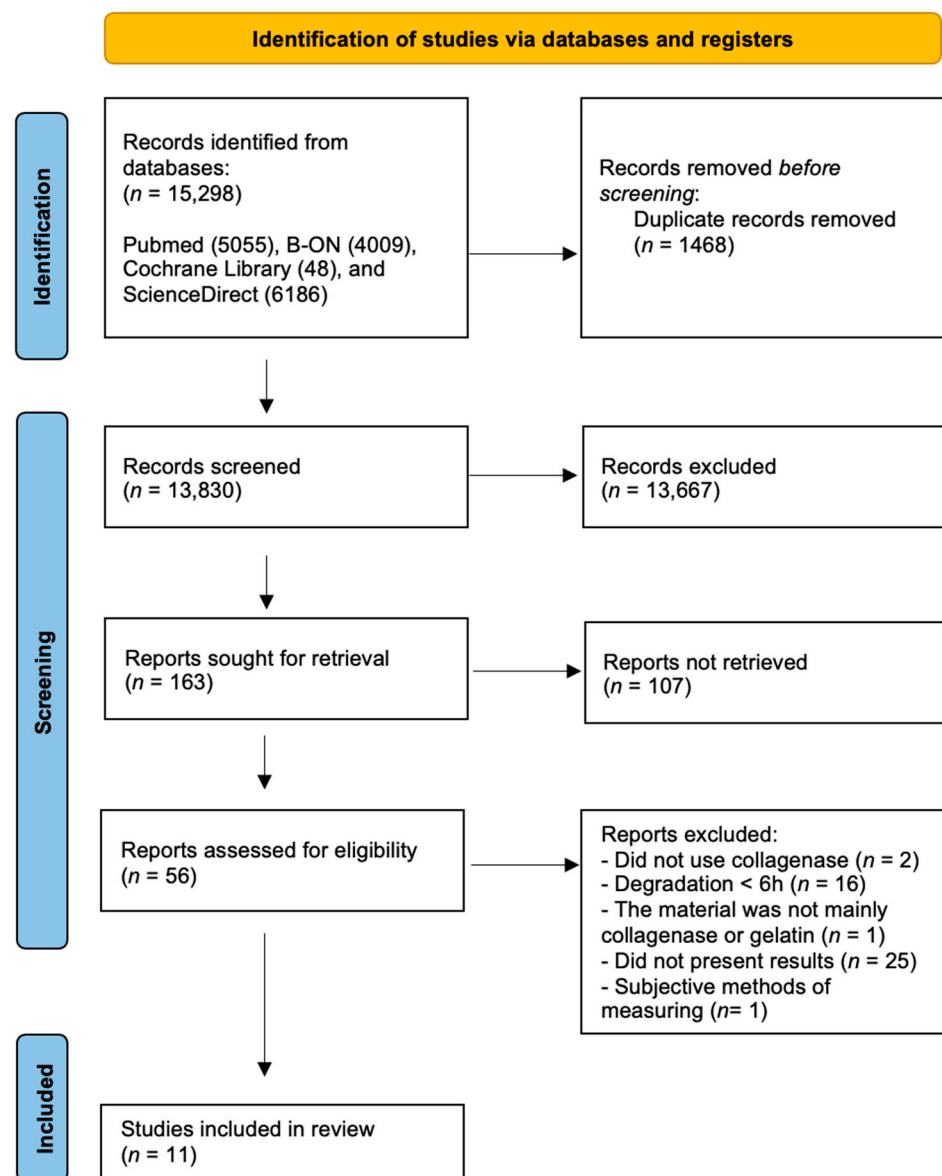 Identification of studies via databases and registers
Identification
Records identified from
databases:
(n = 15,298)
Pubmed (5055), B-ON (4009),
Cochrane Library (48), and
ScienceDirect (6186)
Records removed before
screening:
Duplicate records removed
(n = 1468)
Screening
Records screened
(n = 13,830)
Records excluded
(n = 13,667)
Reports sought for retrieval
(n = 163)
Reports not retrieved
(n = 107)
Reports assessed for eligibility
(n = 56)
Reports excluded:
- Did not use collagenase (n = 2)
- Degradation < 6h (n = 16)
- The material was not mainly
collagenase or gelatin (n = 1)
- Did not present results (n = 25)
- Subjective methods of
measuring (n= 1)
Included
Studies included in review
(n = 11)